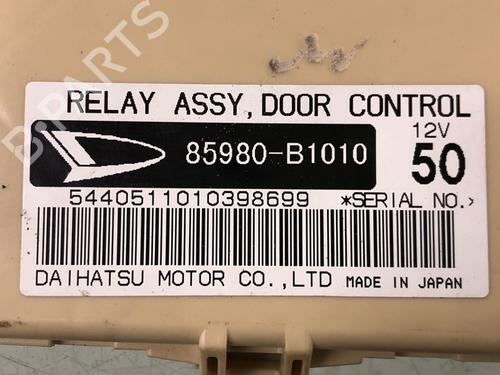 B-PARTS
RELAY ASSY, DOOR CONTROL
85980-B1010
12V
50
5440511010398699 *SERIAL NO.>
DAIHATSU MOTOR CO.,LTD MADE IN JAPAN